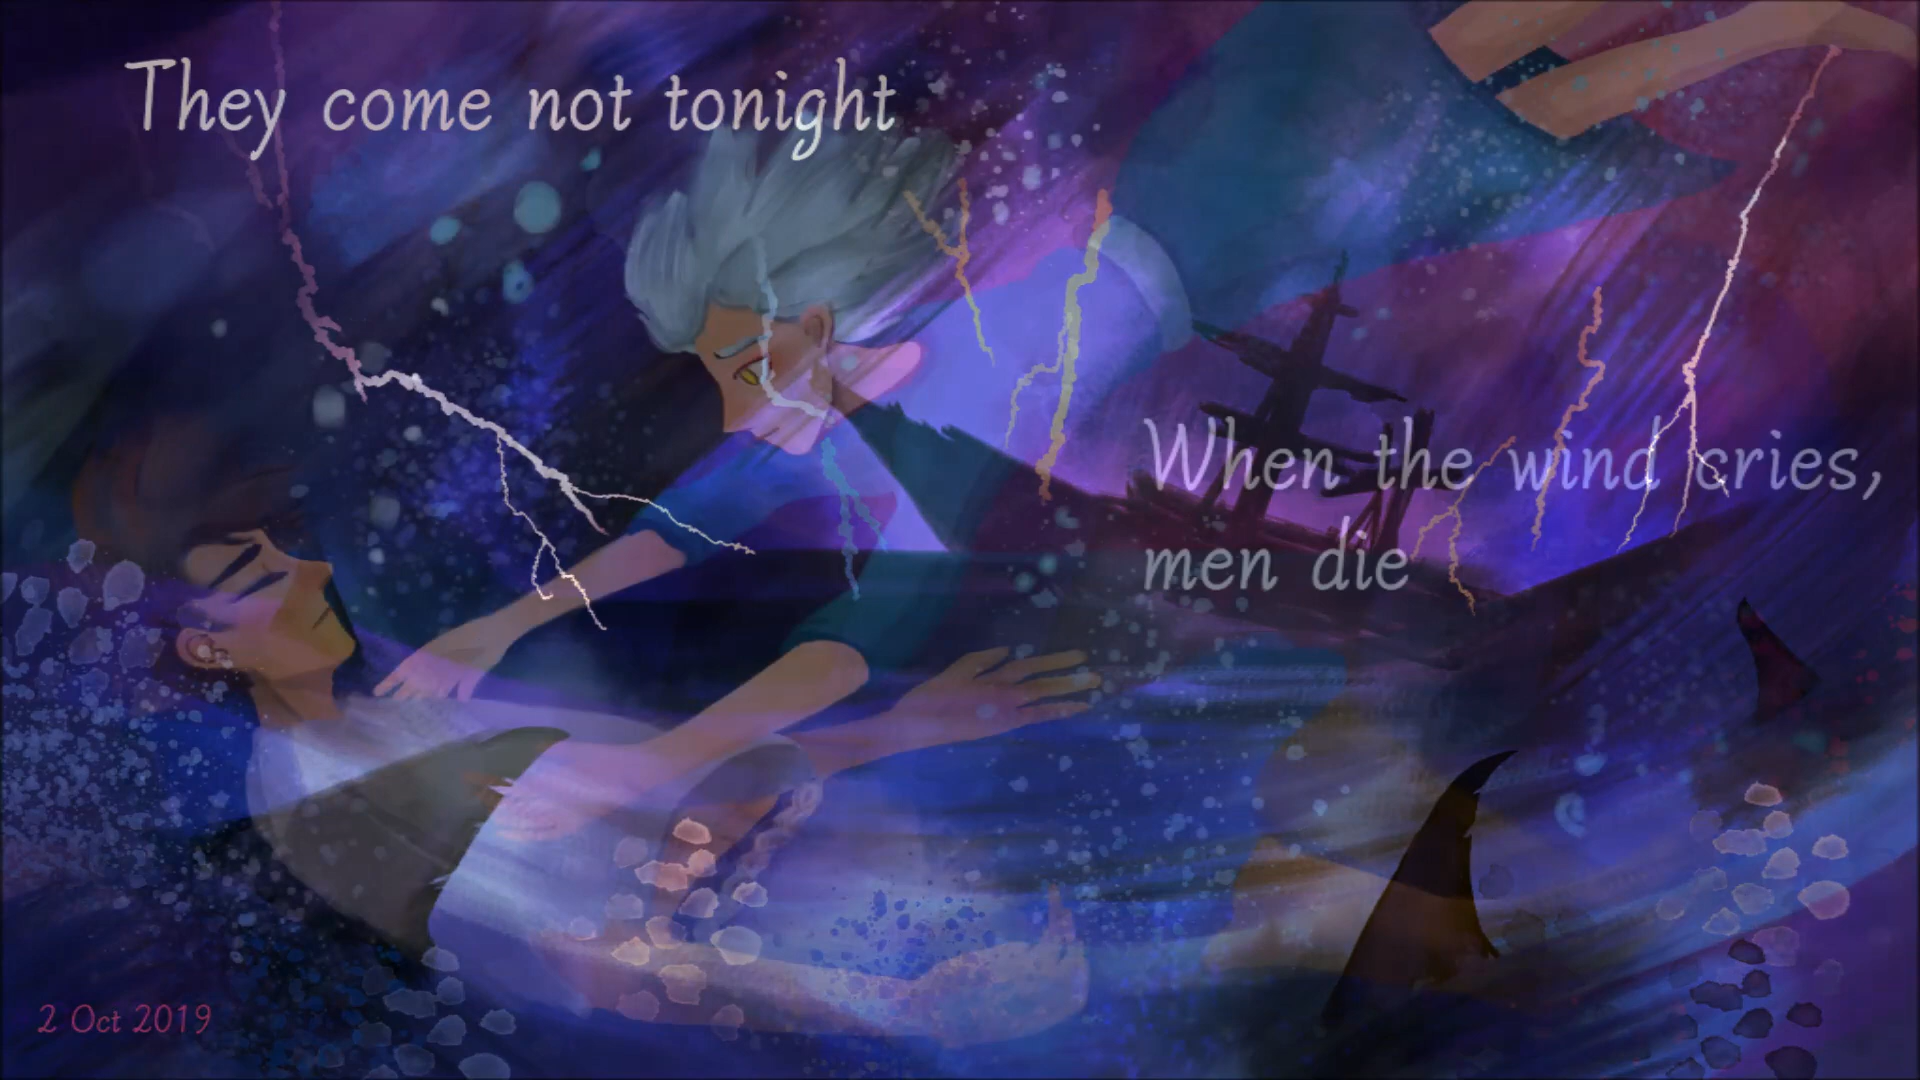 They come not tonight
When the wind cries,
men die
2 Oct 2019